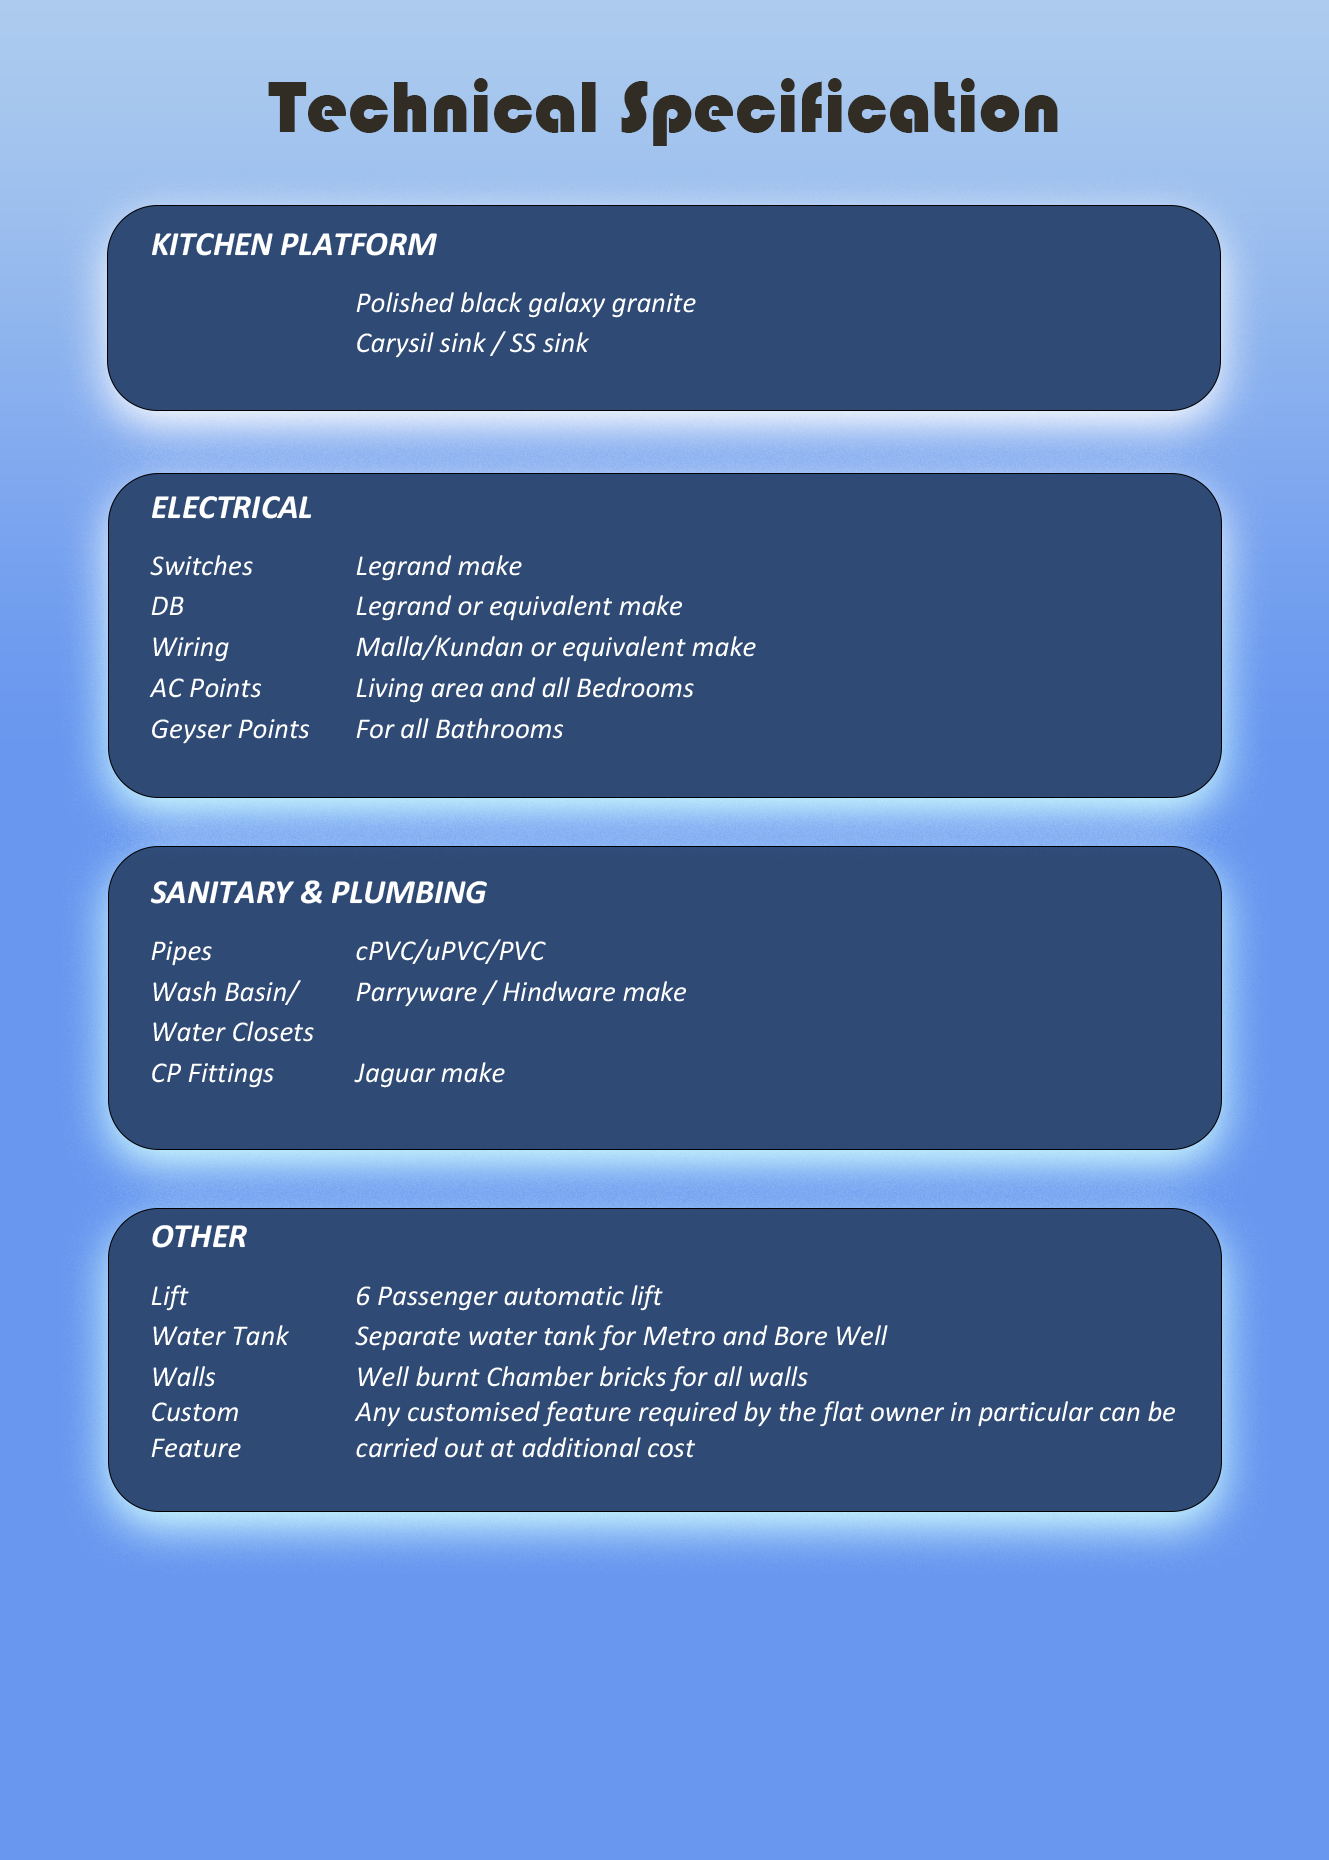 Technical Specification
KITCHEN PLATFORM
Polished black galaxy granite
Carysil sink / SS sink
ELECTRICAL
Switches Legrand make
DB Legrand or equivalent make
Wiring Malla/Kundan or equivalent make
AC Points Living area and all Bedrooms
Geyser Points For all Bathrooms
SANITARY & PLUMBING
Pipes cPVC/uPVC/PVC
Wash Basin/ Parryware / Hindware make
Water Closets
CP Fittings Jaguar make
OTHER
Lift 6 Passenger automatic lift
Water Tank Separate water tank for Metro and Bore Well
Walls Well burnt Chamber bricks for all walls
Custom Any customised feature required by the flat owner in particular can be
Feature carried out at additional cost